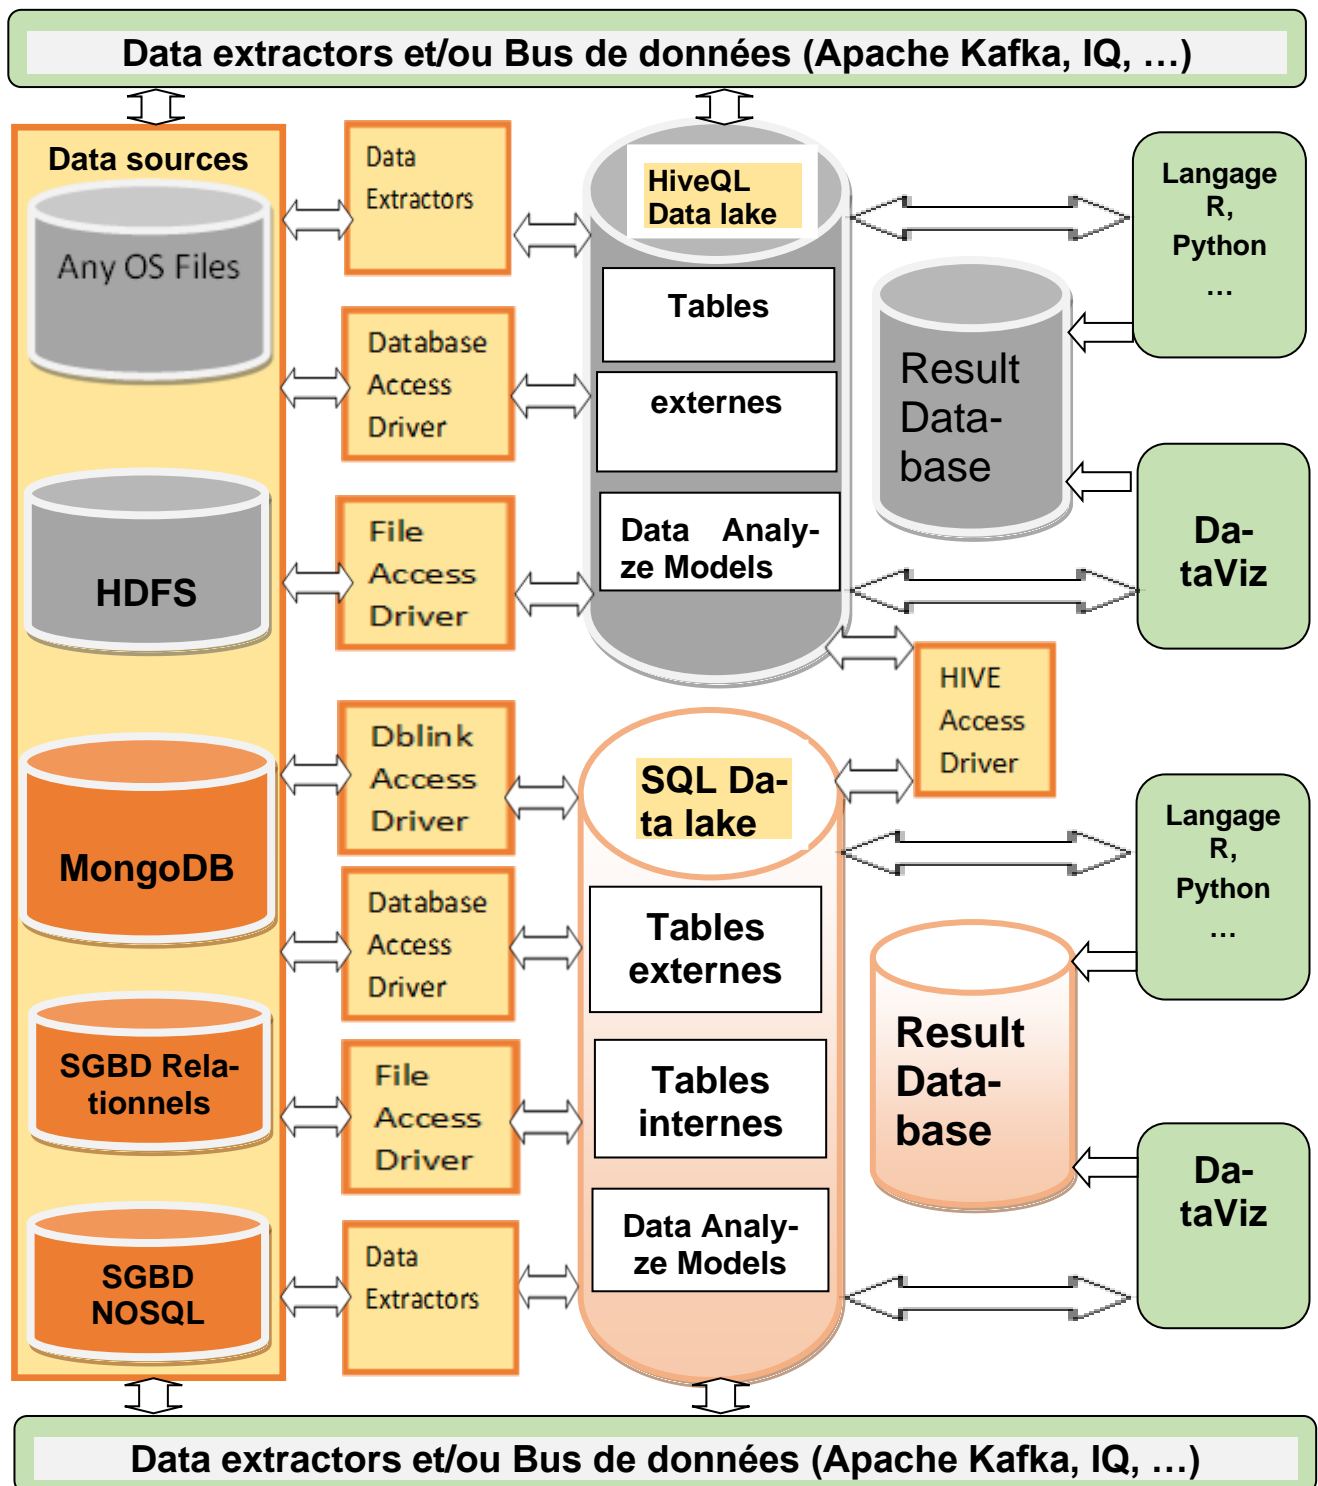 Data extractors et/ou Bus de données (Apache Kafka, IQ, …)
Data sources
Any OS Files
HDFS
MongoDB
SGBD Rela-
tionnels
SGBD
NOSQL
Data
Extractors
Database
Access
Driver
File
Access
Driver
Dblink
Access
Driver
Database
Access
Driver
File
Access
Driver
Data
Extractors
HiveQL
Data lake
Tables
externes
Data Analy-
ze Models
SQL Da-
ta lake
Tables
externes
Tables
internes
Data Analy-
ze Models
HIVE
Access
Driver
Langage
R,
Python
…
Result
Data-
base
Da-
taViz
Langage
R,
Python
…
Result
Data-
base
Da-
taViz
Data extractors et/ou Bus de données (Apache Kafka, IQ, …)